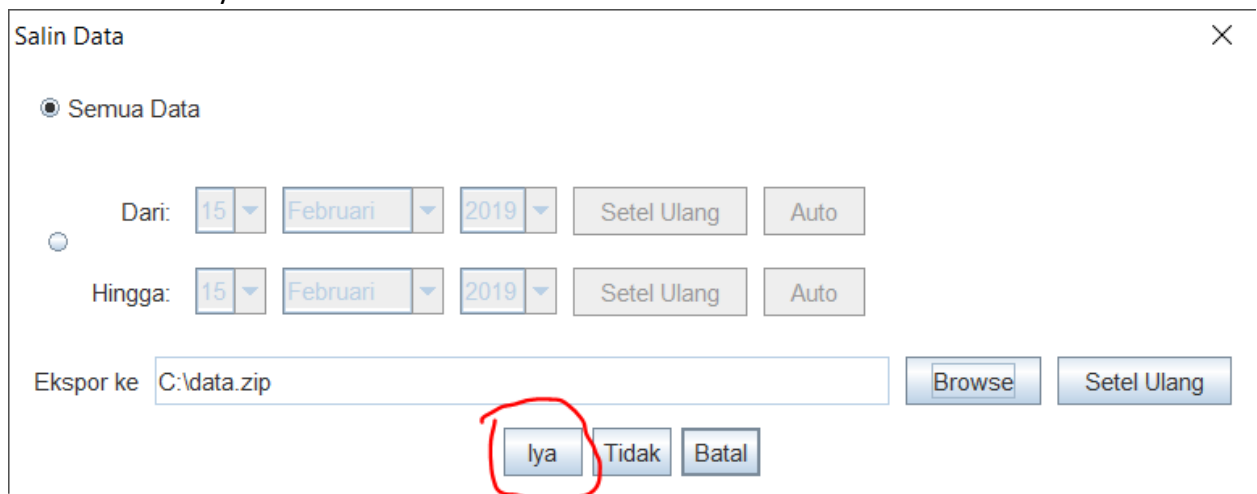 Salin Data
Semua Data
Dari: 15 Februari 2019 Setel Ulang Auto
Hingga: 15 Februari 2019 Setel Ulang Auto
Ekspor ke C:\data.zip Browse Setel Ulang
Iya Tidak Batal